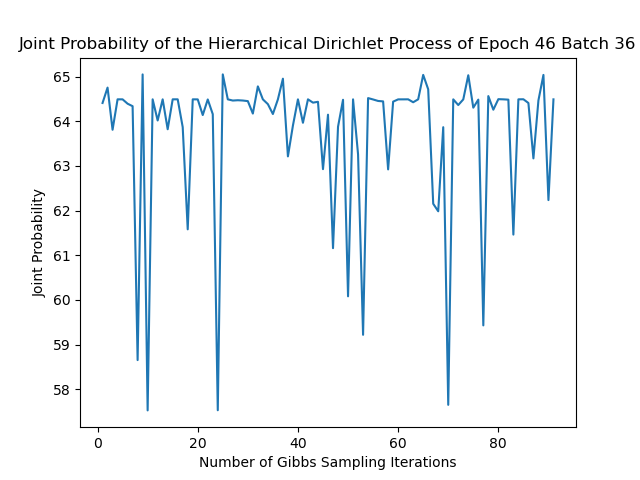 Joint Probability of the Hierarchical Dirichlet Process of Epoch 46 Batch 36
65
64
63
62
61
60
59
58
Joint Probability
0 20 40 60 80
Number of Gibbs Sampling Iterations